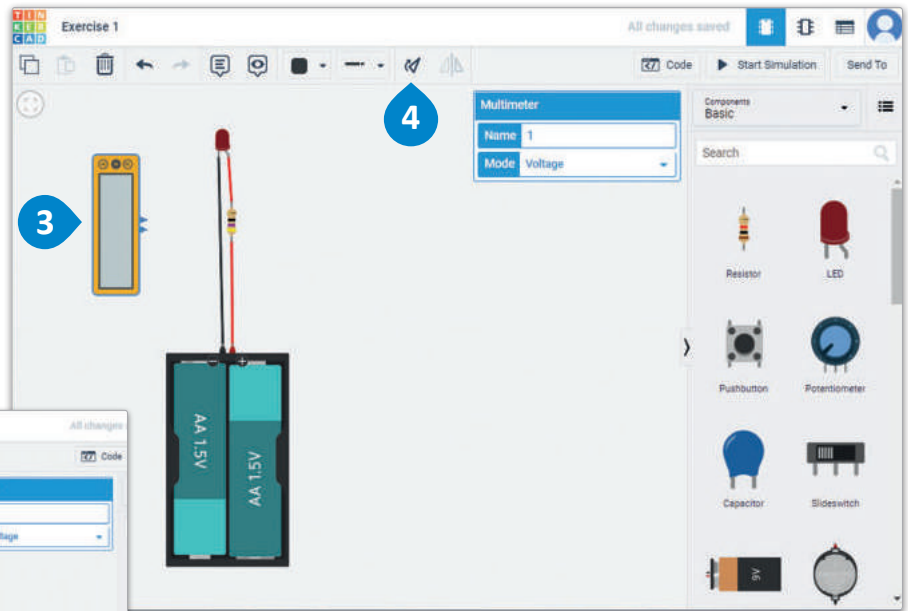 TIN
KER
CAD
Exercise 1
All changes saved
Code
Start Simulation
Send To
4
Multimeter
Name 1
Mode Voltage
Components
Basic
Search
3
Resistor
LED
Pushbutton
Potentiometer
Capacitor
Slideswitch
9V
AA 1.5V
AA 1.5V
All changes
Code